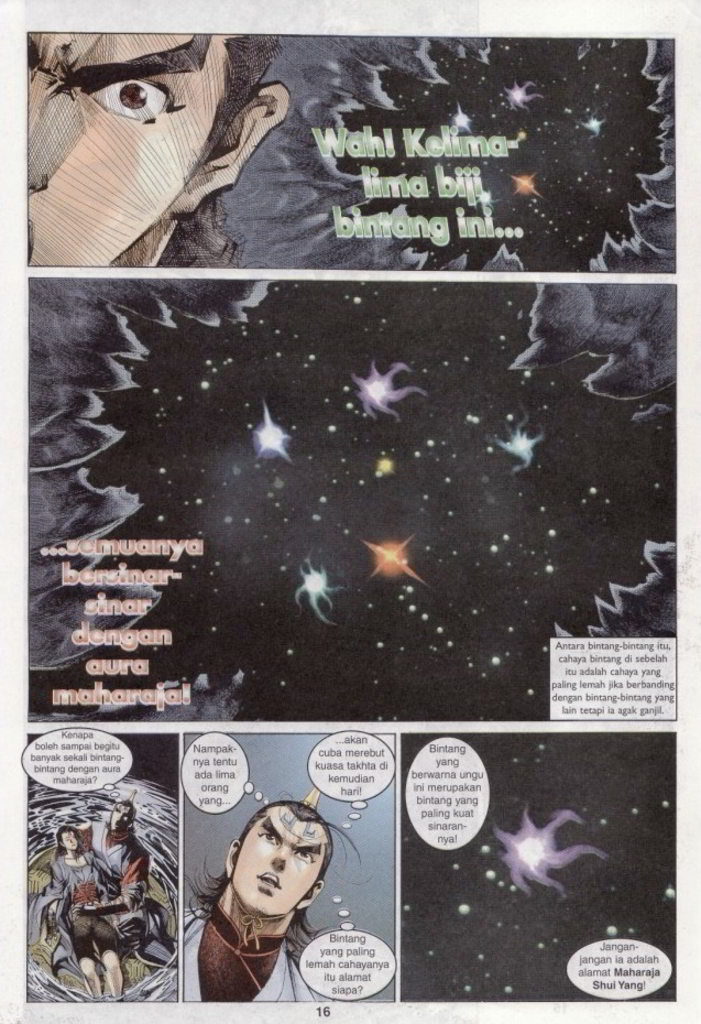 Wah! Kelima-
lima biji
bintang ini...
...semuanya
bersinar-
sinar
dengan
aura
maharaja!
Antara bintang-bintang itu,
cahaya bintang di sebelah
itu adalah cahaya yang
paling lemah jika berbanding
dengan bintang-bintang yang
lain tetapi ia agak ganjil.
Kenapa
boleh sampai begitu
banyak sekali bintang-
bintang dengan aura
maharaja?
Nampak-
nya tentu
ada lima
orang
yang...
...akan
cuba merebut
kuasa takhta di
kemudian
hari!
Bintang
yang paling
lemah cahayanya
itu alamat
siapa?
Bintang
yang
berwarna ungu
ini merupakan
bintang yang
paling kuat
sinaran-
nya!
Jangan-
jangan ia adalah
alamat Maharaja
Shui Yang!
16